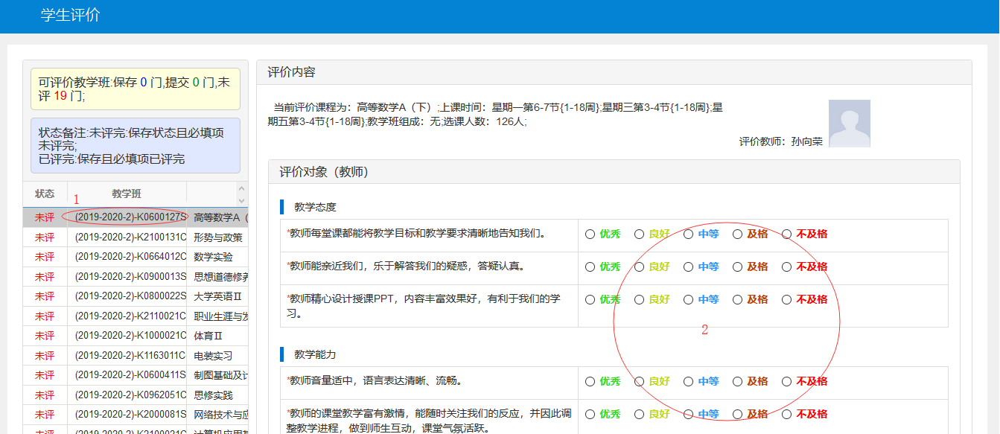 学生评价
可评价教学班:保存 0 门,提交 0 门,未
评 19 门;
状态备注:未评完:保存状态且必填项
未评完;
已评完:保存且必填项已评完
状态 教学班
1
未评 (2019-2020-2)-K0600127S 高等数学A（
未评 (2019-2020-2)-K2100131C 形势与政策
未评 (2019-2020-2)-K0664012C 数学实验
未评 (2019-2020-2)-K0900013S 思想道德修养
未评 (2019-2020-2)-K0800022S 大学英语Ⅱ
未评 (2019-2020-2)-K2110021C 职业生涯与发
未评 (2019-2020-2)-K1000021C 体育Ⅱ
未评 (2019-2020-2)-K1163011C 电装实习
未评 (2019-2020-2)-K0600411S 制图基础及计
未评 (2019-2020-2)-K0962051C 思修实践
未评 (2019-2020-2)-K2000081S 网络技术与应
未评 (2019-2020-2)-K2100021C 计算机应用基
评价内容
当前评价课程为：高等数学A（下）;上课时间：星期一第6-7节{1-18周};星期三第3-4节{1-18周};星
期五第3-4节{1-18周};教学班组成：无;选课人数：126人;
评价教师：孙向荣
评价对象（教师）
教学态度
*教师每堂课都能将教学目标和教学要求清晰地告知我们。 优秀 良好 中等 及格 不及格
*教师能亲近我们，乐于解答我们的疑惑，答疑认真。 优秀 良好 中等 及格 不及格
*教师精心设计授课PPT，内容丰富效果好，有利于我们的学 优秀 良好 中等 及格 不及格
习。
2
教学能力
*教师音量适中，语言表达清晰、流畅。 优秀 良好 中等 及格 不及格
*教师的课堂教学富有激情，能随时关注我们的反应，并因此调 优秀 良好 中等 及格 不及格
整教学进程，做到师生互动，课堂气氛活跃。